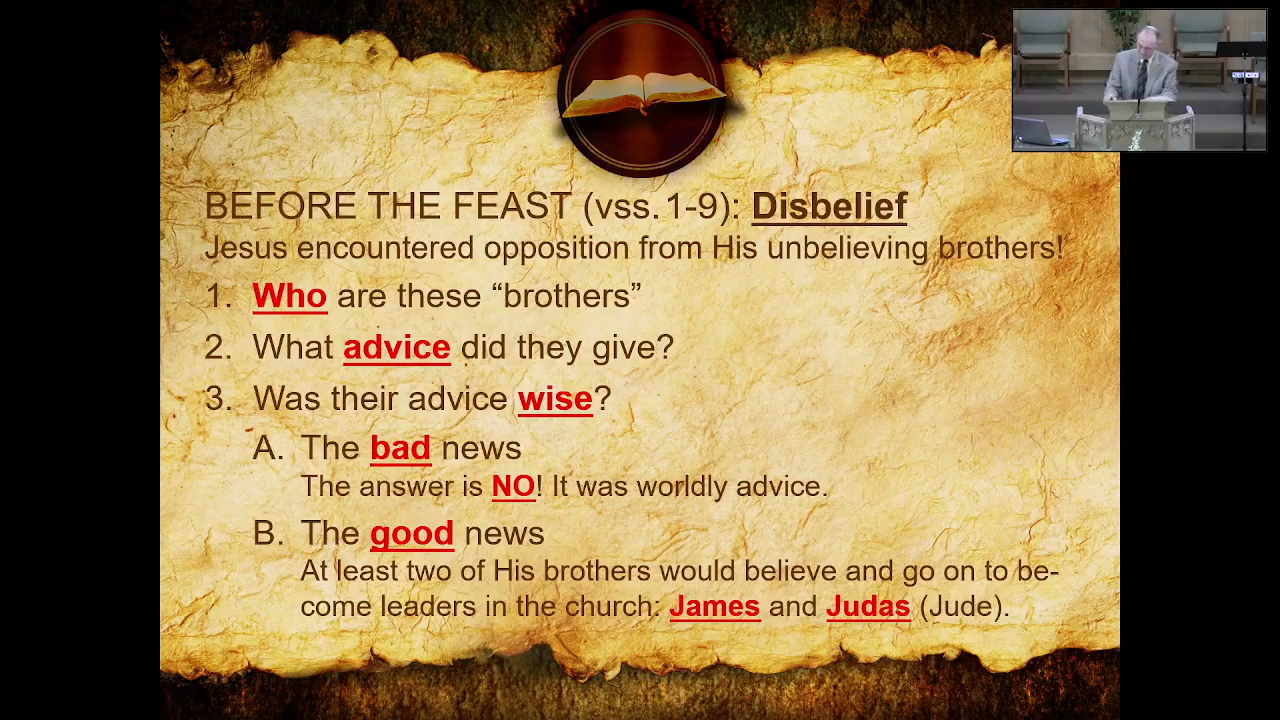 BEFORE THE FEAST (vss. 1-9): Disbelief
Jesus encountered opposition from His unbelieving brothers!
1. Who are these “brothers”
2. What advice did they give?
3. Was their advice wise?
A. The bad news
The answer is NO! It was worldly advice.
B. The good news
At least two of His brothers would believe and go on to be-
come leaders in the church: James and Judas (Jude).